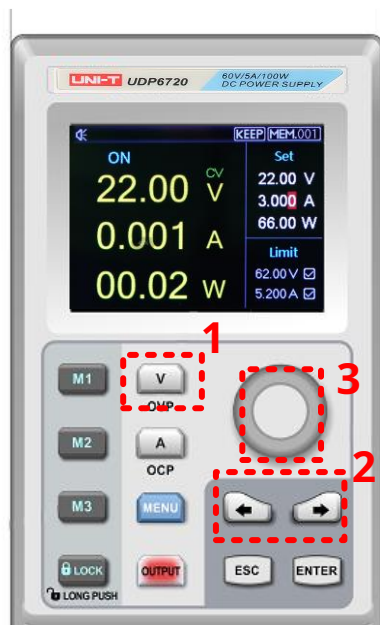 UNI-T UDP6720 60V/5A/100W
DC POWER SUPPLY
KEEP MEM.001
ON
Set
CV
22.00 V
22.00 V
3.000 A
0.001 A
66.00 W
Limit
00.02 W
62.00 V
5.200 A
1
M1
V
OVP
3
M2
A
OCP
2
M3
MENU
LOCK
OUTPUT
ESC
ENTER
LONG PUSH